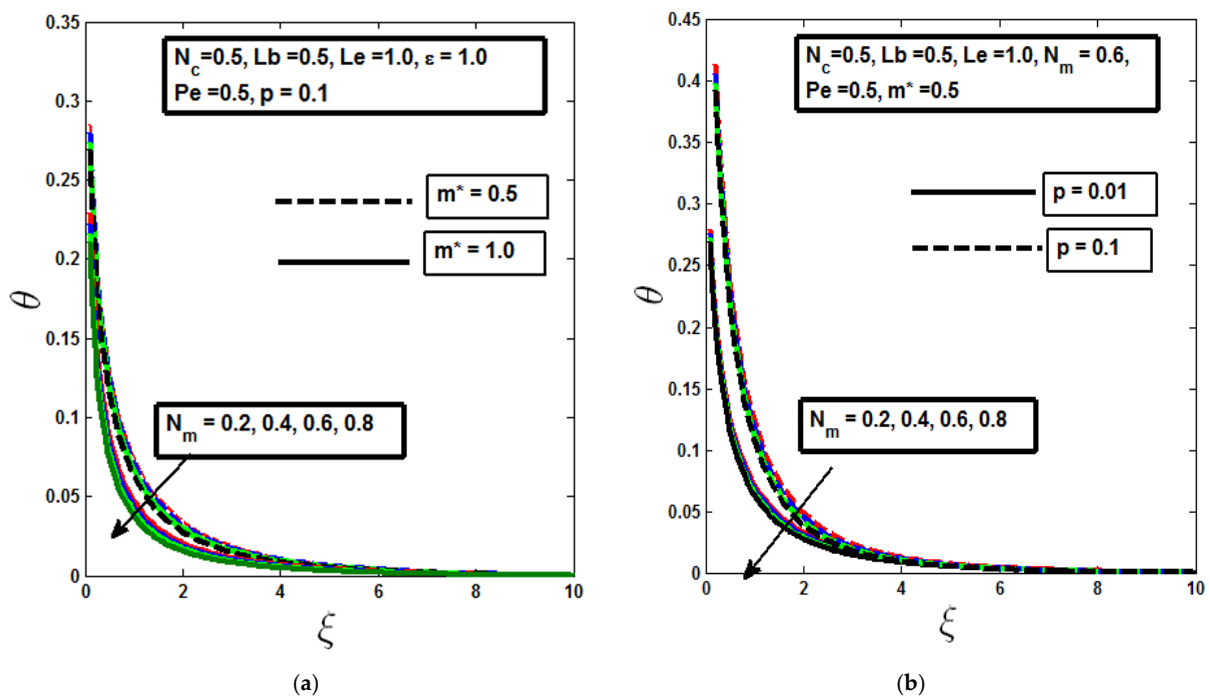 0.35
0.3
0.25
0.2
0.15
0.1
0.05
0
θ
N_c=0.5, Lb =0.5, Le =1.0, ε = 1.0
Pe =0.5, p = 0.1
m* = 0.5
m* = 1.0
N_m = 0.2, 0.4, 0.6, 0.8
0 2 4 6 8 10
ξ
(a)
0.45
0.4
0.35
0.3
0.25
0.2
0.15
0.1
0.05
0
θ
N_c=0.5, Lb =0.5, Le =1.0, N_m = 0.6,
Pe =0.5, m* =0.5
p = 0.01
p = 0.1
N_m = 0.2, 0.4, 0.6, 0.8
0 2 4 6 8 10
ξ
(b)